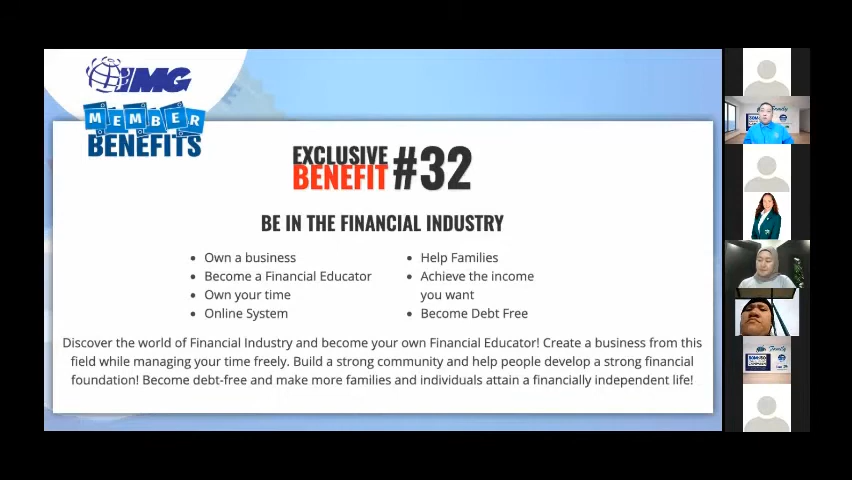 IMG
MEMBER
BENEFITS
EXCLUSIVE
BENEFIT #32
BE IN THE FINANCIAL INDUSTRY
• Own a business
• Become a Financial Educator
• Own your time
• Online System
• Help Families
• Achieve the income
you want
• Become Debt Free
Discover the world of Financial Industry and become your own Financial Educator! Create a business from this
field while managing your time freely. Build a strong community and help people develop a strong financial
foundation! Become debt-free and make more families and individuals attain a financially independent life!